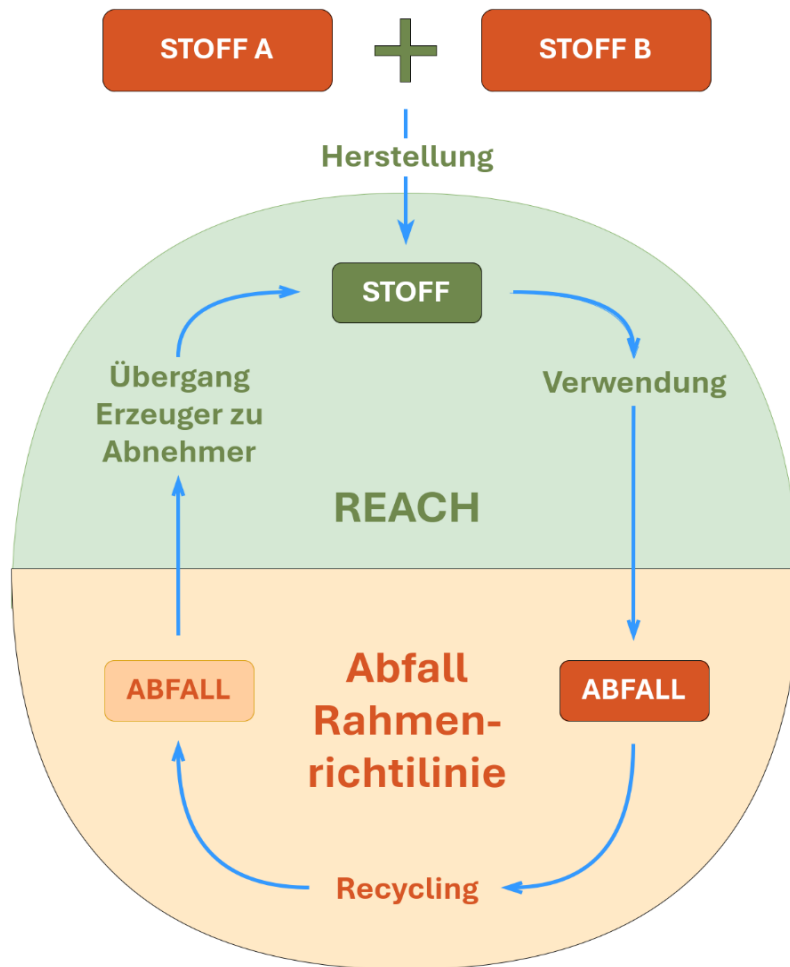 STOFF A
STOFF B
Herstellung
STOFF
Übergang
Erzeuger zu
Abnehmer
Verwendung
REACH
ABFALL
Abfall
Rahmen-
richtilinie
ABFALL
Recycling